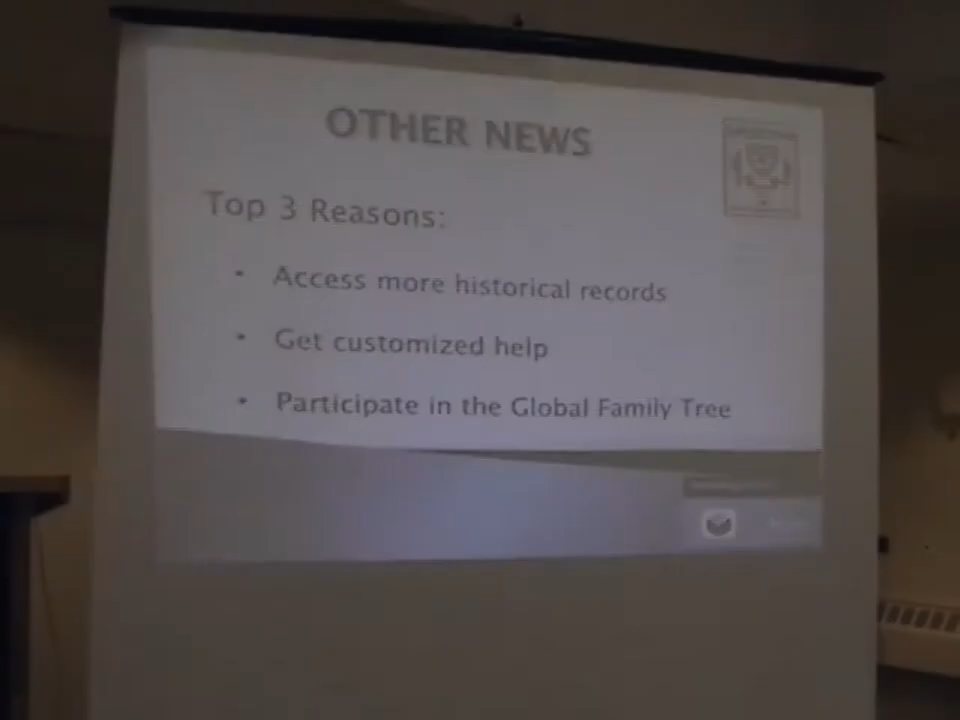 OTHER NEWS
Top 3 Reasons:
• Access more historical records
• Get customized help
• Participate in the Global Family Tree